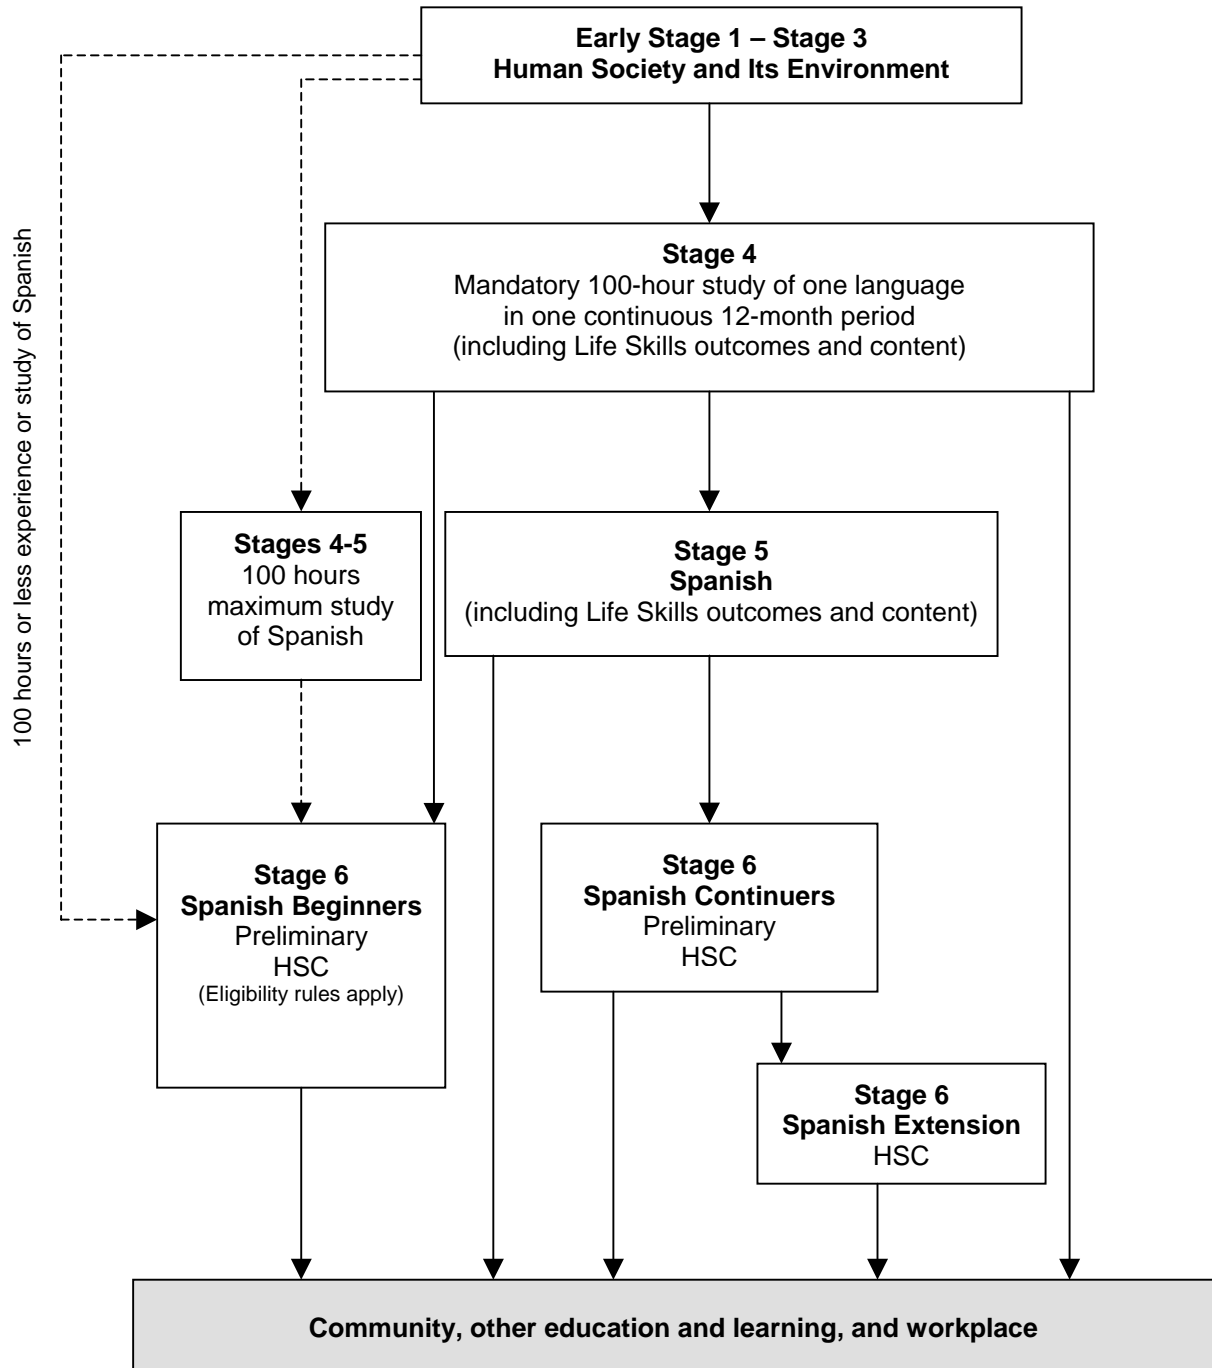 Early Stage 1 – Stage 3
Human Society and Its Environment
100 hours or less experience or study of Spanish
Stage 4
Mandatory 100-hour study of one language
in one continuous 12-month period
(including Life Skills outcomes and content)
Stages 4-5
100 hours
maximum study
of Spanish
Stage 5
Spanish
(including Life Skills outcomes and content)
Stage 6
Spanish Beginners
Preliminary
HSC
(Eligibility rules apply)
Stage 6
Spanish Continuers
Preliminary
HSC
Stage 6
Spanish Extension
HSC
Community, other education and learning, and workplace